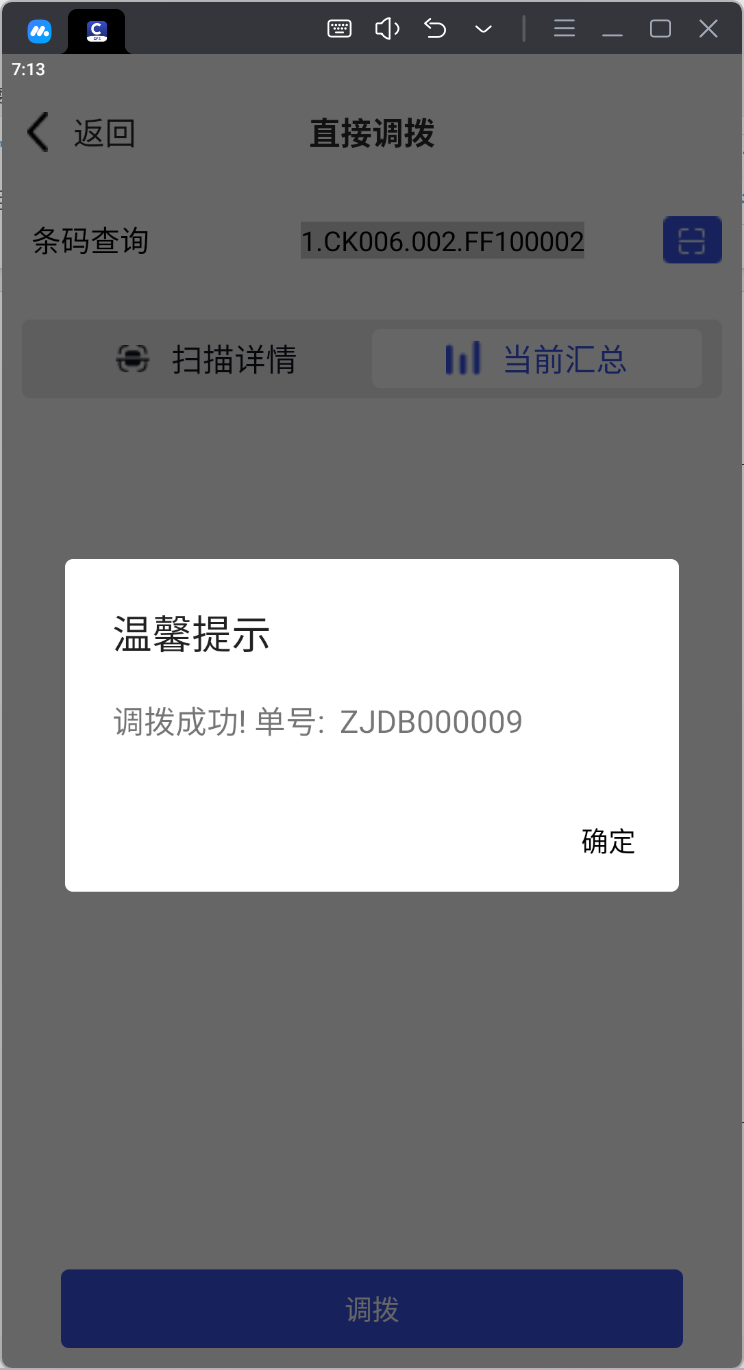 7:13
返回
直接调拨
条码查询
1.CK006.002.FF100002
扫描详情
当前汇总
温馨提示
调拨成功! 单号: ZJDB000009
确定
调拨